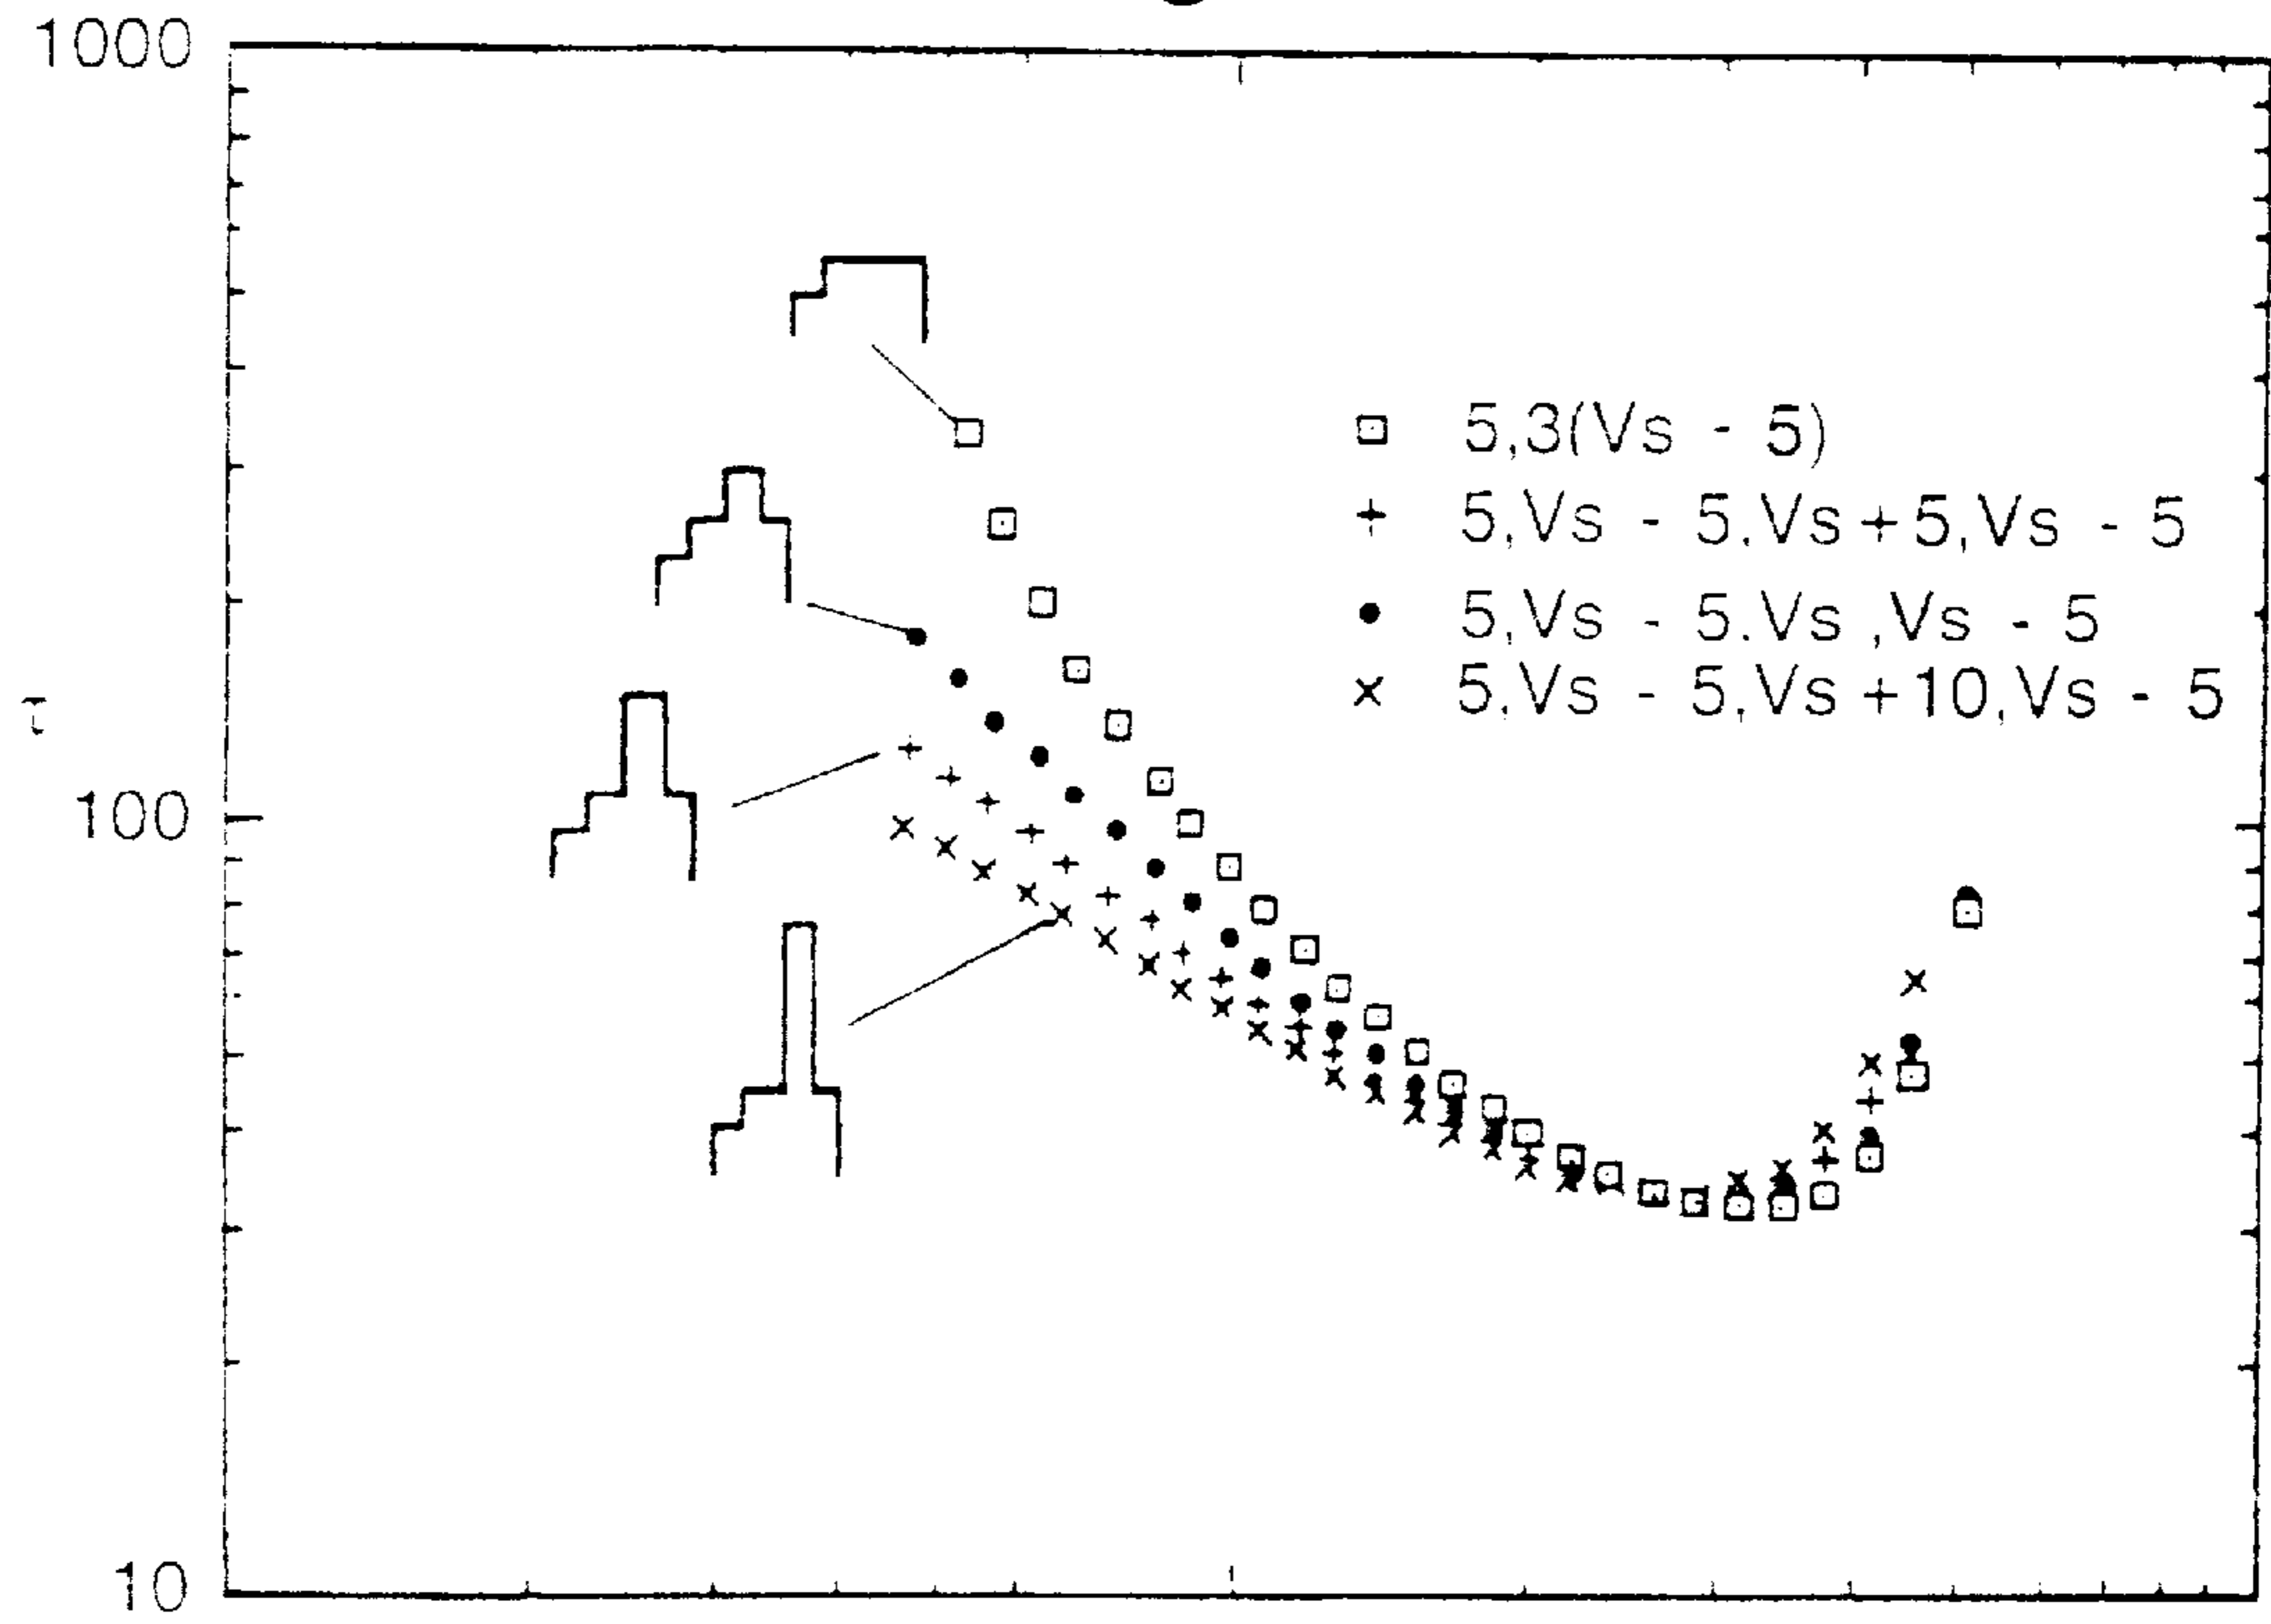 1000
5,3(Vs - 5)
5,Vs - 5.Vs+5,Vs - 5
5,Vs - 5.Vs ,Vs - 5
5,Vs - 5,Vs +10,Vs - 5
τ
100
10